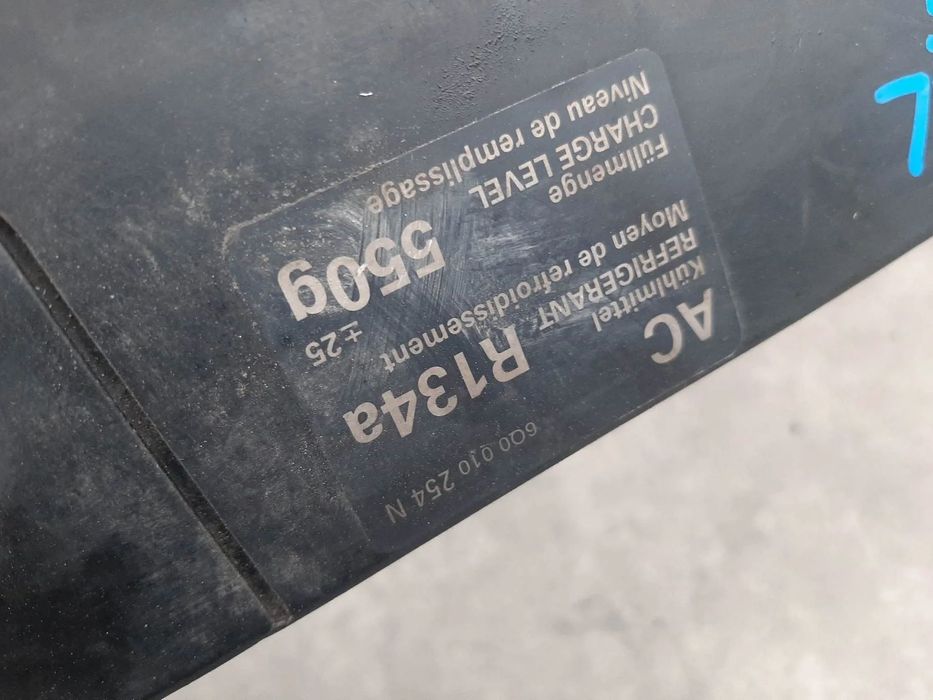 AC
Kühlmittel
REFRIGERANT R134a
Moyen de refroidissement
Füllmenge
CHARGE LEVEL 550g ±25
Niveau de remplissage
6Q0 010 254 N
L